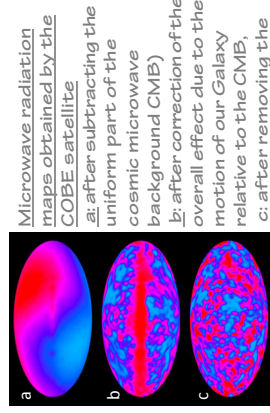 Microwave radiation
maps obtained by the
COBE satellite
a: after subtracting the
uniform part of the
cosmic microwave
background CMB)
b: after correction of the
overall effect due to the
motion of our Galaxy
relative to the CMB,
c: after removing the
a
b
c